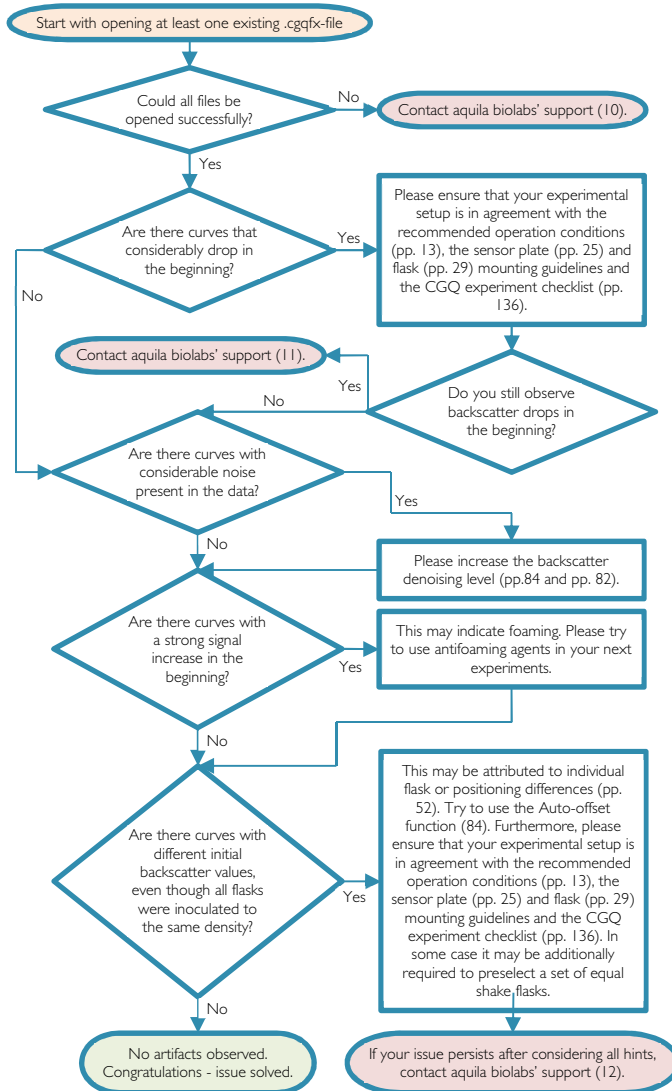 Start with opening at least one existing .cgqfx-file
Could all files be
opened successfully?
No
Contact aquila biolabs’ support (10).
Yes
Are there curves that
considerably drop in
the beginning?
Yes
Please ensure that your experimental
setup is in agreement with the
recommended operation conditions
(pp. 13), the sensor plate (pp. 25) and
flask (pp. 29) mounting guidelines and
the CGQ experiment checklist (pp.
136).
No
Contact aquila biolabs’ support (11).
Yes
Do you still observe
backscatter drops in
the beginning?
No
Are there curves with
considerable noise
present in the data?
Yes
No
Please increase the backscatter
denoising level (pp.84 and pp. 82).
Are there curves with
a strong signal
increase in the
beginning?
Yes
This may indicate foaming. Please try
to use antifoaming agents in your next
experiments.
No
Are there curves with
different initial
backscatter values,
even though all flasks
were inoculated to
the same density?
Yes
This may be attributed to individual
flask or positioning differences (pp.
52). Try to use the Auto-offset
function (84). Furthermore, please
ensure that your experimental setup is
in agreement with the recommended
operation conditions (pp. 13), the
sensor plate (pp. 25) and flask (pp. 29)
mounting guidelines and the CGQ
experiment checklist (pp. 136). In
some case it may be additionally
required to preselect a set of equal
shake flasks.
No
No artifacts observed.
Congratulations - issue solved.
If your issue persists after considering all hints,
contact aquila biolabs’ support (12).